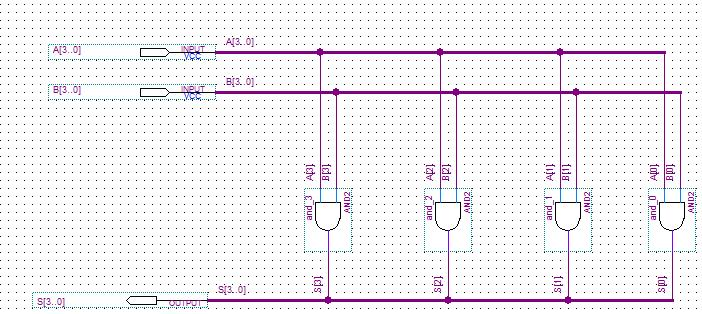 A[3..0] INPUT VCC A[3..0]
B[3..0] INPUT VCC B[3..0]
A[3] B[3] A[2] B[2] A[1] B[1] A[0] B[0]
and_3 AND2 and_2 AND2 and_1 AND2 and_0 AND2
S[3] S[2] S[1] S[0]
S[3..0] OUTPUT S[3..0]